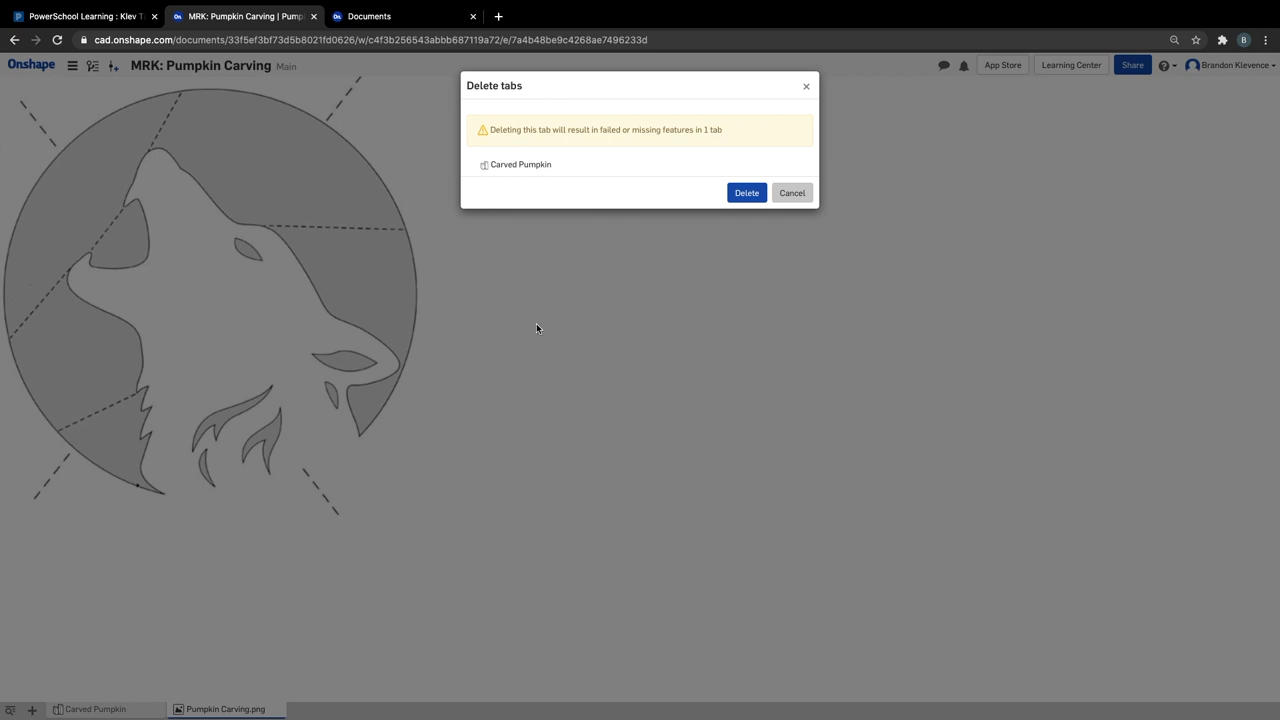 PowerSchool Learning : Klev T
MRK: Pumpkin Carving | Pump
Documents
cad.onshape.com/documents/33f5ef3bf73d5b8021fd0626/w/c4f3b256543abbb687119a72/e/7a4b48be9c4268ae7496233d
B
Onshape
MRK: Pumpkin Carving Main
App Store
Learning Center
Share
Brandon Klevence
Delete tabs
Deleting this tab will result in failed or missing features in 1 tab
Carved Pumpkin
Delete
Cancel
Carved Pumpkin
Pumpkin Carving.png